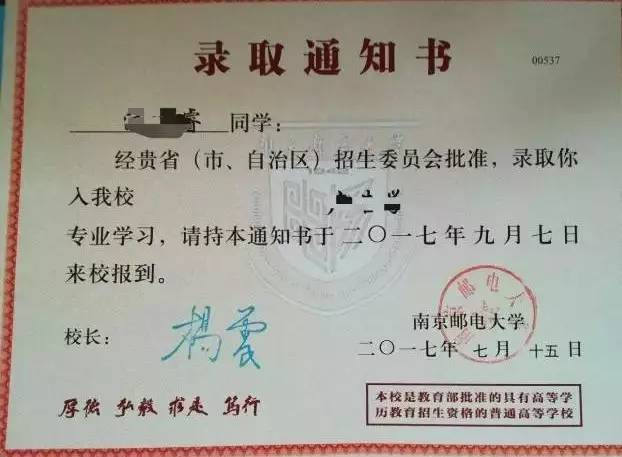 录取通知书
00537
同学：
经贵省（市、自治区）招生委员会批准，录取你
入我校
专业学习，请持本通知书于二〇一七年九月七日
来校报到。
校长：
杨震
南京邮电大学
二〇一七年 七 月 十五 日
厚德 弘毅 求是 笃行
本校是教育部批准的具有高等学
历教育招生资格的普通高等学校